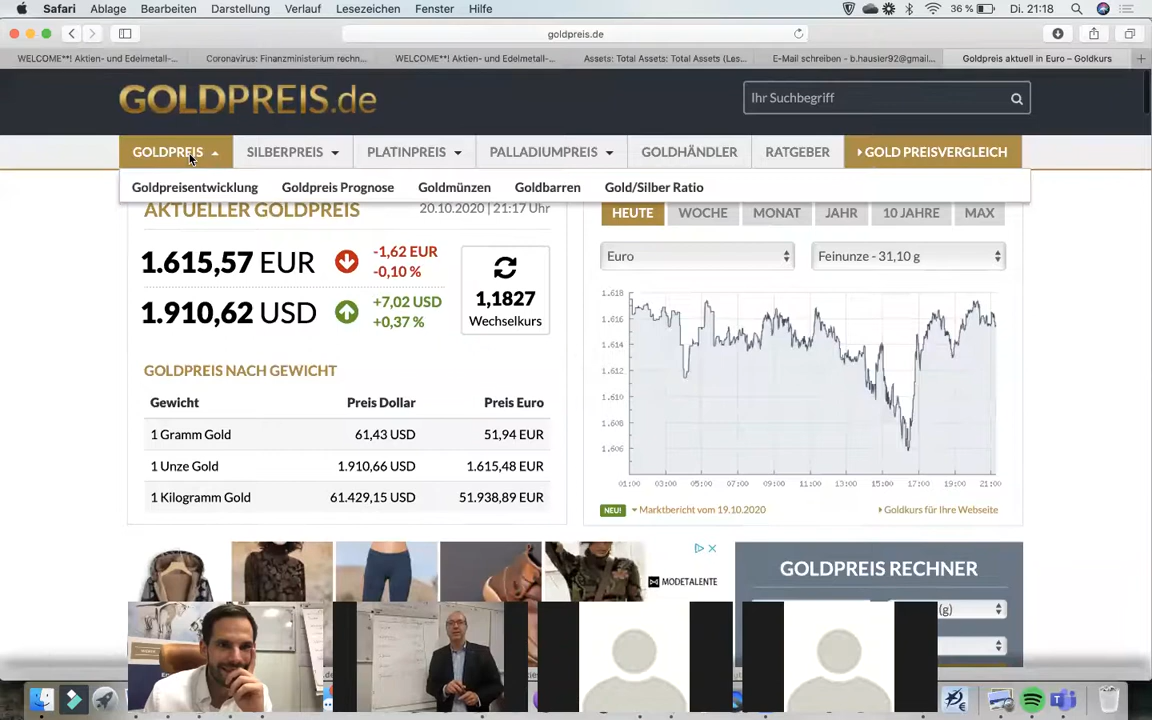 Safari Ablage Bearbeiten Darstellung Verlauf Lesezeichen Fenster Hilfe 36 % Di. 21:18
goldpreis.de
WELCOME**! Aktien- und Edelmetall-... Coronavirus: Finanzministerium rechn... WELCOME**! Aktien- und Edelmetall-... Assets: Total Assets: Total Assets (Les... E-Mail schreiben - b.hausier92@gmail,... Goldpreis aktuell in Euro – Goldkurs
GOLDPREIS.de
Ihr Suchbegriff
GOLDPREIS SILBERPREIS PLATINPREIS PALLADIUMPREIS GOLDHÄNDLER RATGEBER GOLD PREISVERGLEICH
Goldpreisentwicklung Goldpreis Prognose Goldmünzen Goldbarren Gold/Silber Ratio
AKTUELLER GOLDPREIS 20.10.2020 | 21:17 Uhr
HEUTE WOCHE MONAT JAHR 10 JAHRE MAX
1.615,57 EUR -1,62 EUR
-0,10 %
1.910,62 USD +7,02 USD
+0,37 %
1,1827
Wechselkurs
Euro Feinunze - 31,10 g
1.618
1.616
1.614
1.612
1.610
1.608
1.606
01:00 03:00 05:00 07:00 09:00 11:00 13:00 15:00 17:00 19:00 21:00
NEU! Marktbericht vom 19.10.2020 Goldkurs für Ihre Webseite
GOLDPREIS NACH GEWICHT
Gewicht Preis Dollar Preis Euro
1 Gramm Gold 61,43 USD 51,94 EUR
1 Unze Gold 1.910,66 USD 1.615,48 EUR
1 Kilogramm Gold 61.429,15 USD 51.938,89 EUR
MODETALENTE
GOLDPREIS RECHNER
(g)